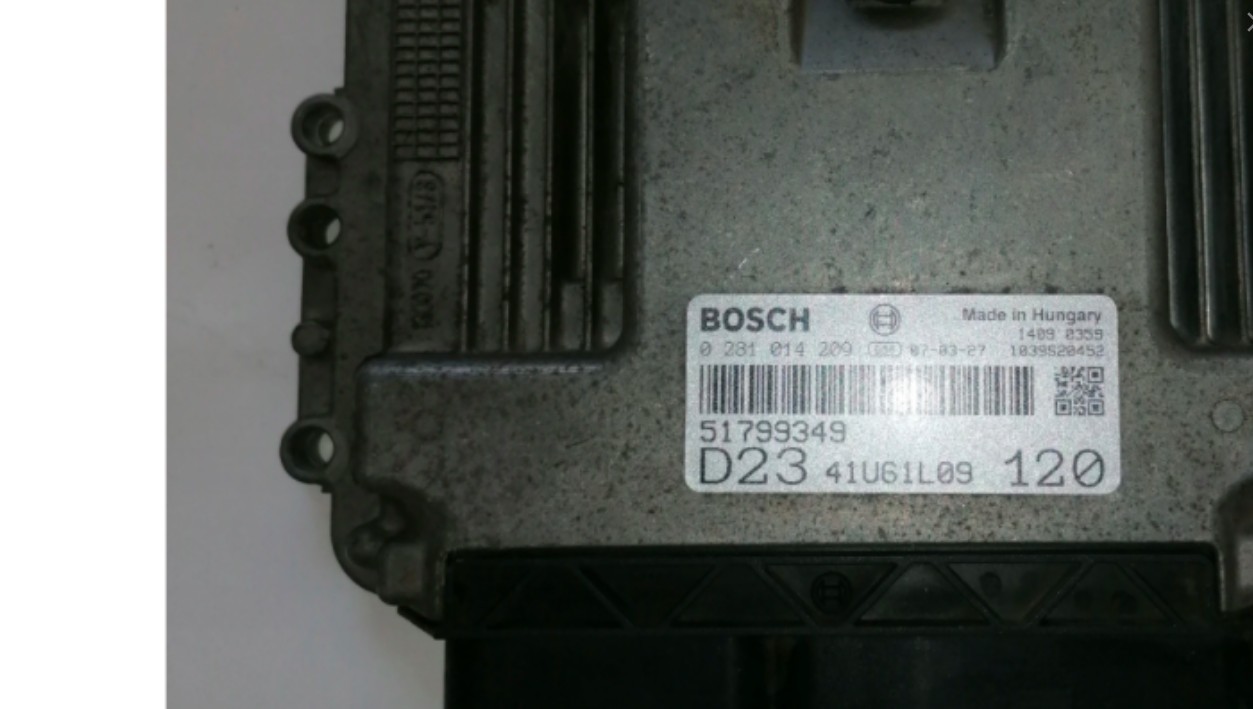 BOSCH Made in Hungary
1409 0359
0 281 014 209 07-03-27 1039S20452
51799349
D23 41U61L09 120